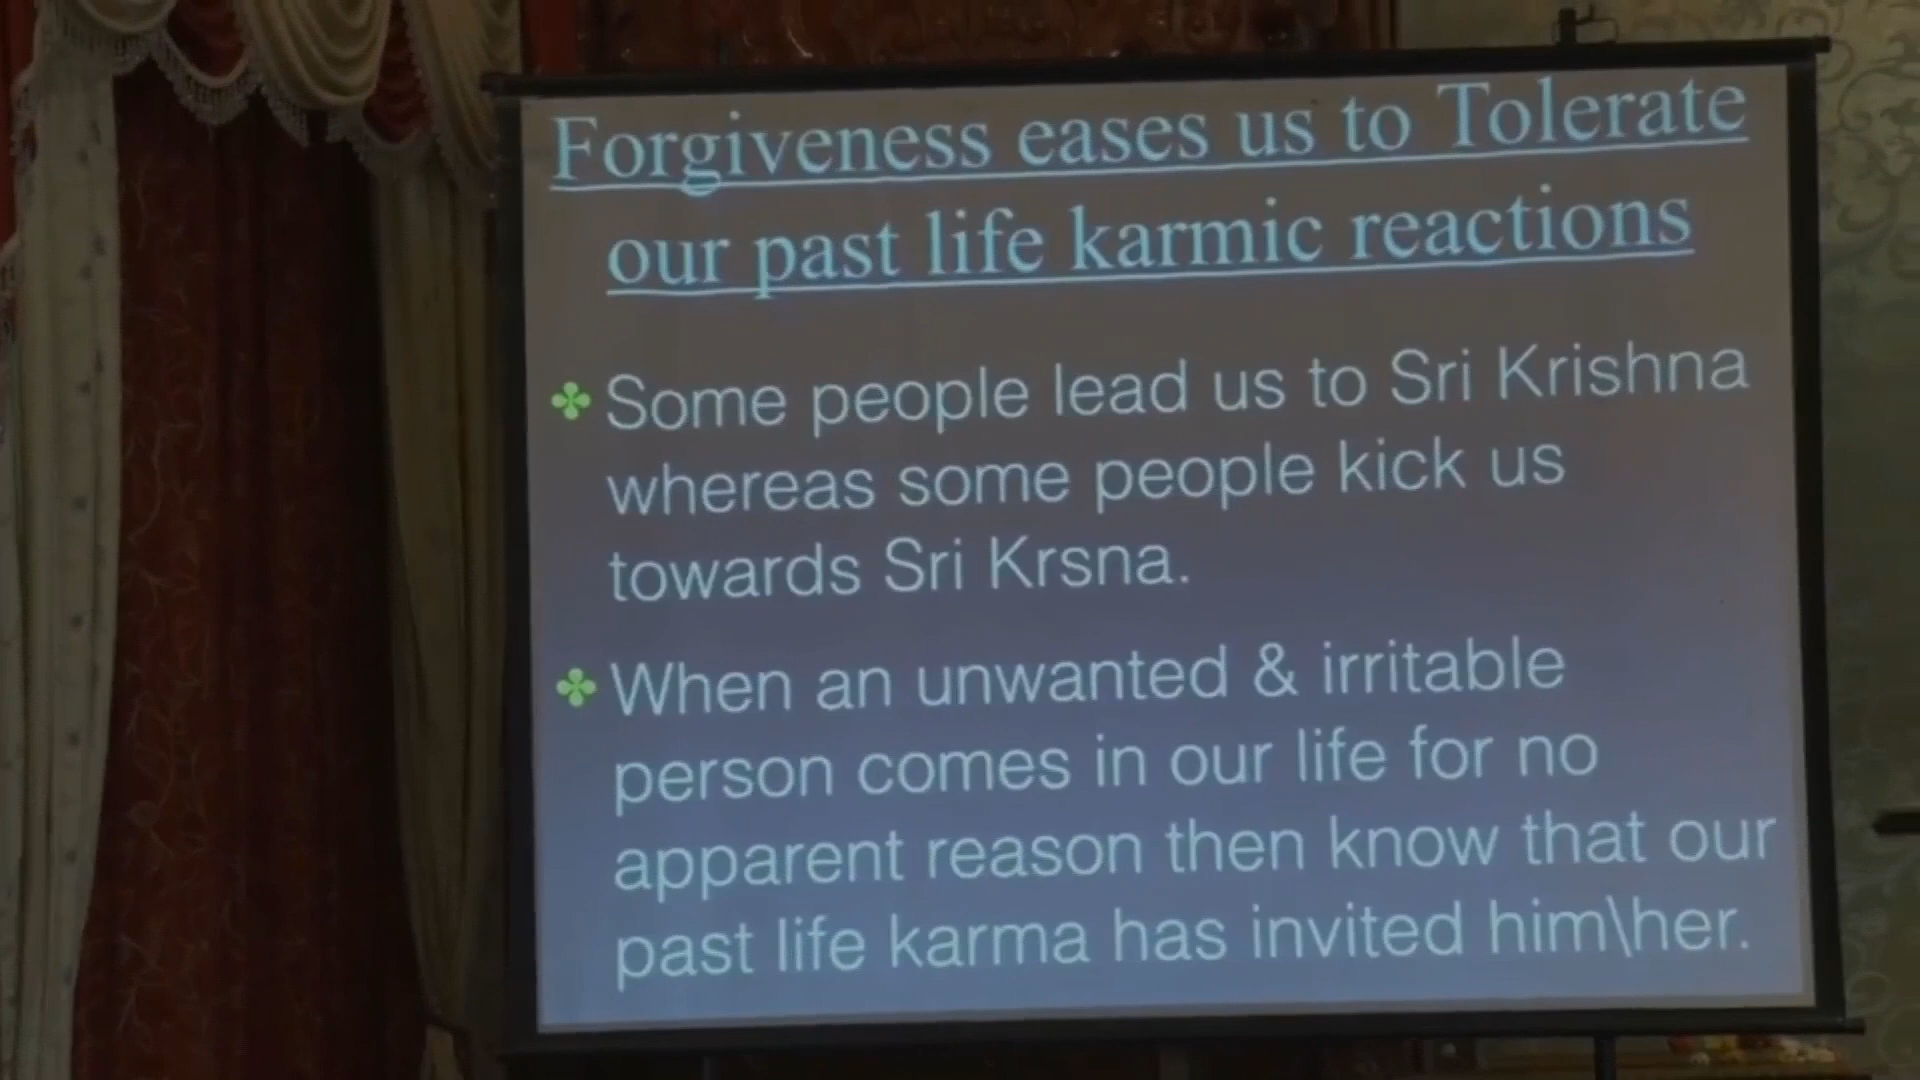 Forgiveness eases us to Tolerate
our past life karmic reactions
Some people lead us to Sri Krishna
whereas some people kick us
towards Sri Krsna.
When an unwanted & irritable
person comes in our life for no
apparent reason then know that our
past life karma has invited him\her.